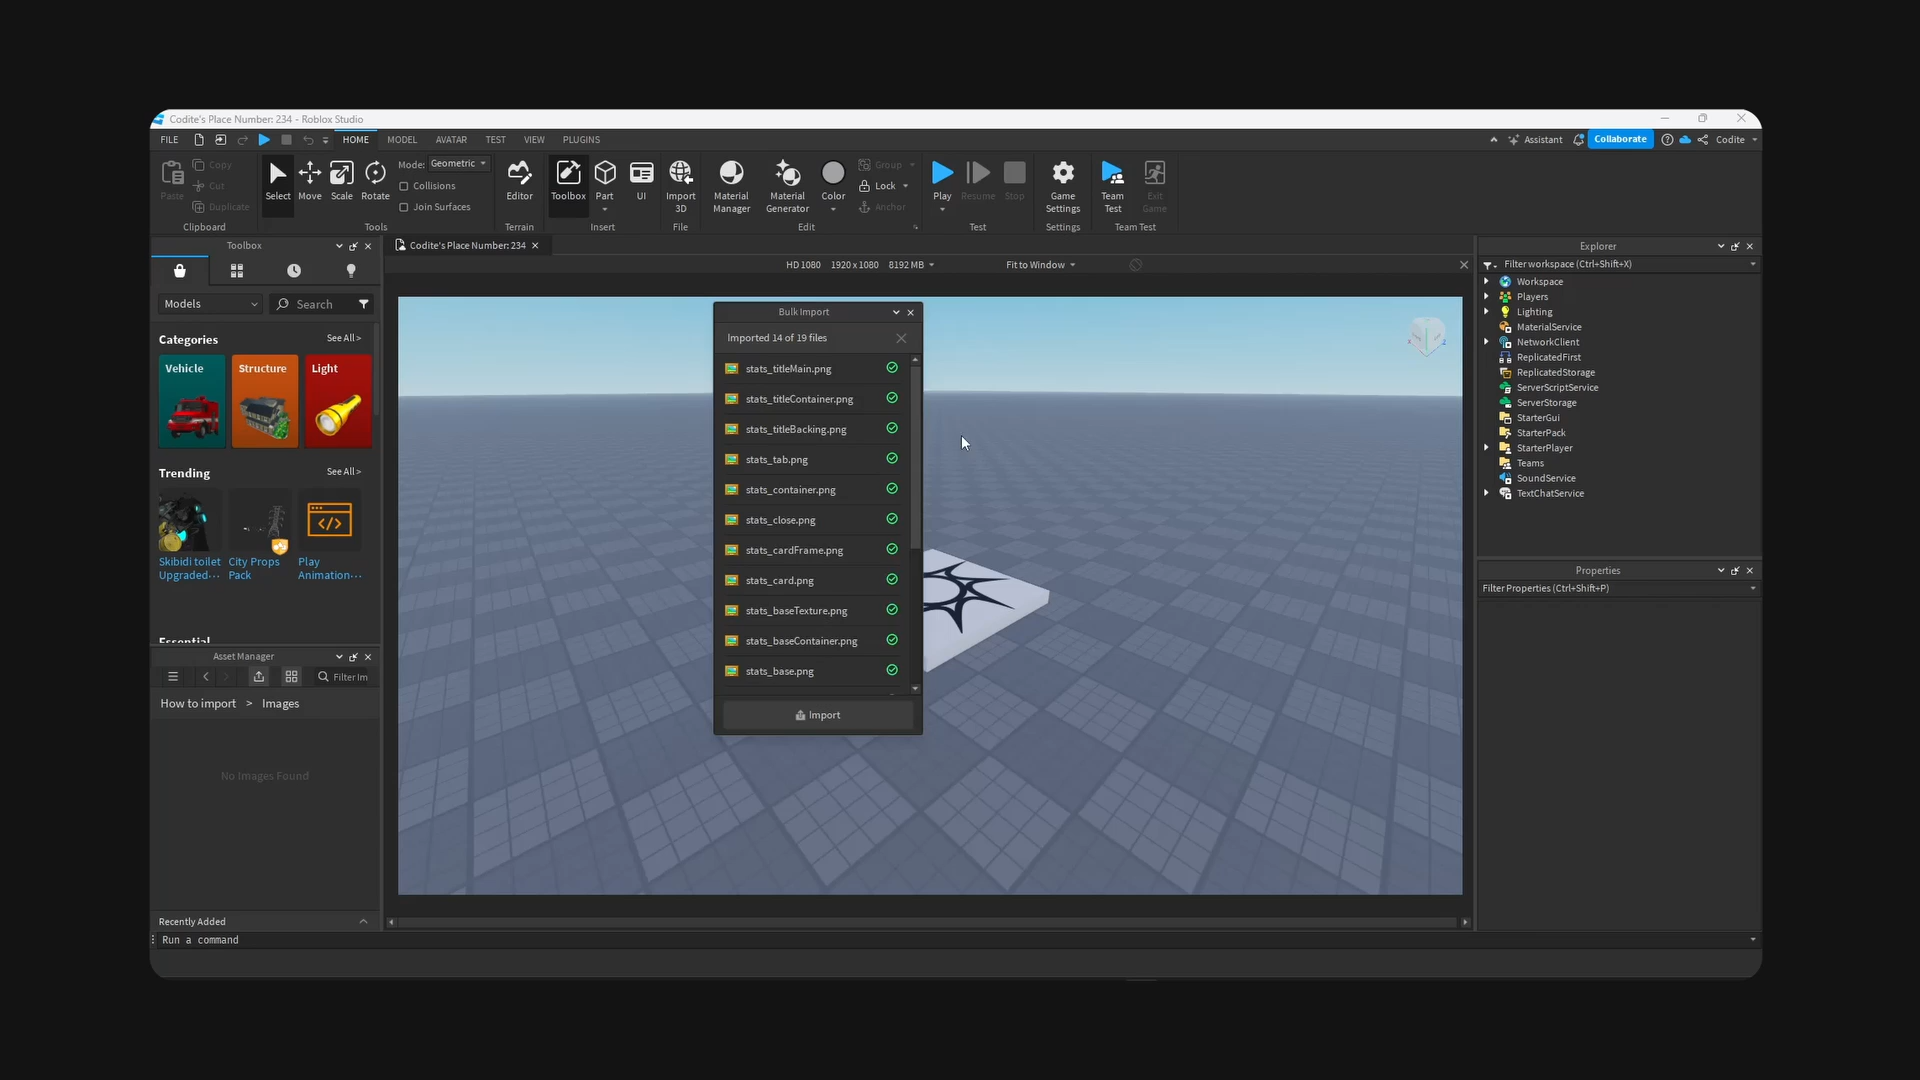 Codite's Place Number: 234 - Roblox Studio
FILE HOME MODEL AVATAR TEST VIEW PLUGINS Assistant Collaborate Codite
Paste Copy Cut Duplicate
Select Move Scale Rotate
Mode: Geometric
Collisions
Join Surfaces
Editor
Toolbox Part UI
Import 3D
Material Manager
Material Generator
Color
Group
Lock
Anchor
Play Resume Stop
Game Settings
Team Test
Exit Game
Clipboard Tools Terrain Insert File Edit Test Settings Team Test
Toolbox
Models Search
Categories See All >
Vehicle Structure Light
Trending See All >
Skibidi toilet Upgraded...
City Props Pack
Play Animation...
Essential
Asset Manager
Filter Im
How to import > Images
No Images Found
Recently Added
Run a command
Codite's Place Number: 234
HD 1080 1920 x 1080 8192 MB Fit to Window
Bulk Import
Imported 14 of 19 files
stats_titleMain.png
stats_titleContainer.png
stats_titleBacking.png
stats_tab.png
stats_container.png
stats_close.png
stats_cardFrame.png
stats_card.png
stats_baseTexture.png
stats_baseContainer.png
stats_base.png
Import
Explorer
Filter workspace (Ctrl+Shift+X)
Workspace
Players
Lighting
MaterialService
NetworkClient
ReplicatedFirst
ReplicatedStorage
ServerScriptService
ServerStorage
StarterGui
StarterPack
StarterPlayer
Teams
SoundService
TextChatService
Properties
Filter Properties (Ctrl+Shift+P)